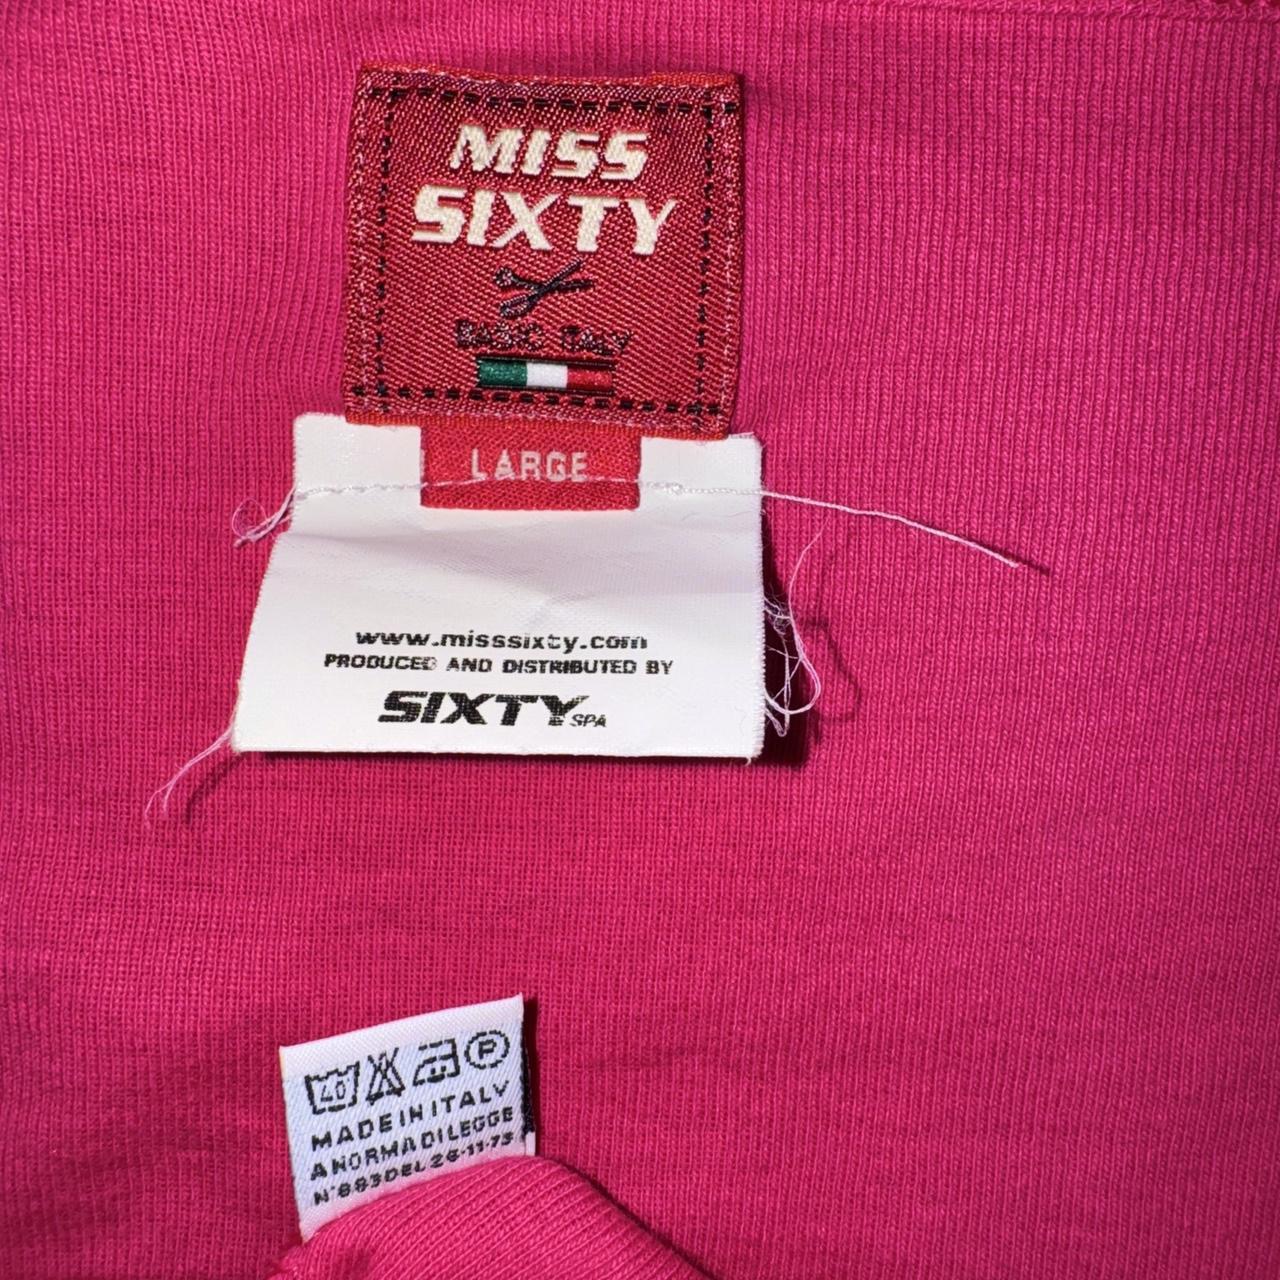 MISS
SIXTY
BASIC ITALY
LARGE
www.misssixty.com
PRODUCED AND DISTRIBUTED BY
SIXTY SPA
40 P
MADE IN ITALY
A NORMA DI LEGGE
N°883 DEL 26-11-73